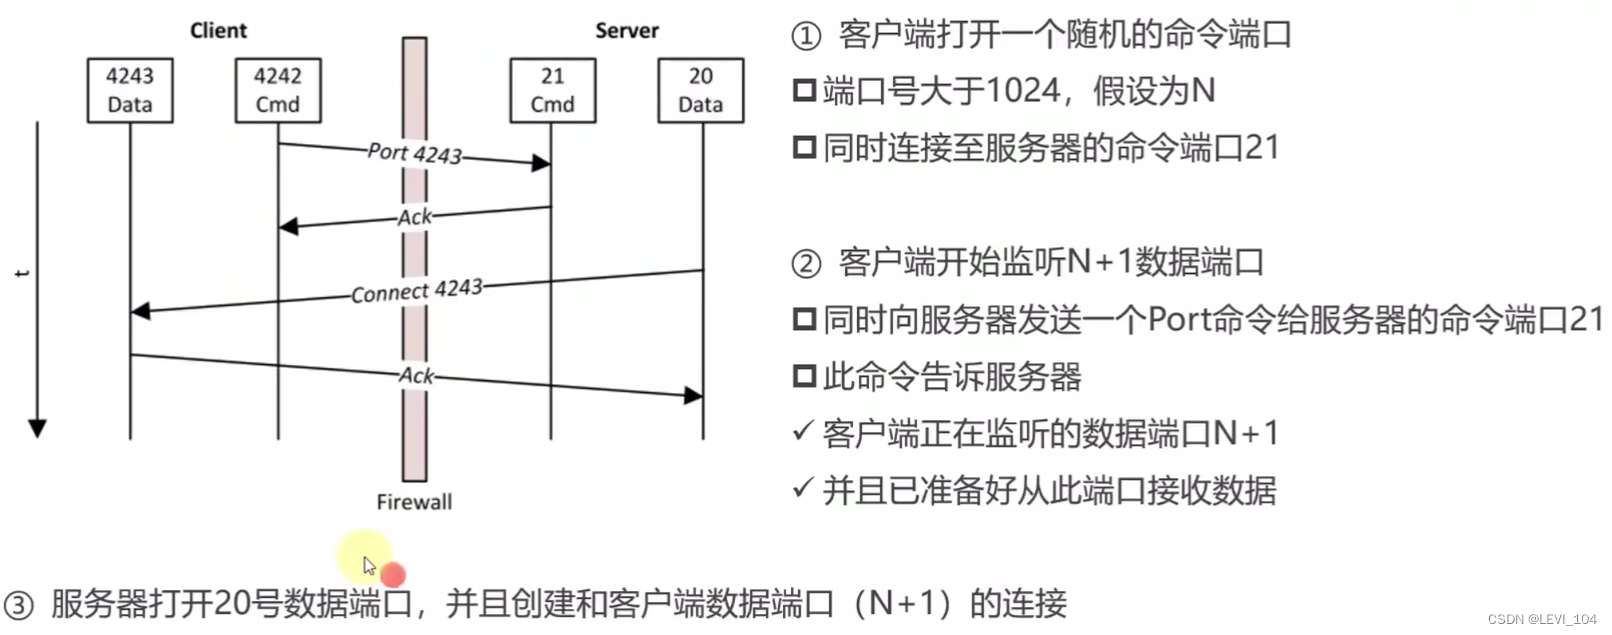 Client
Server
4243
Data
4242
Cmd
21
Cmd
20
Data
Port 4243
Ack
Connect 4243
Ack
t
Firewall
① 客户端打开一个随机的命令端口
端口号大于1024，假设为N
同时连接至服务器的命令端口21
② 客户端开始监听N+1数据端口
同时向服务器发送一个Port命令给服务器的命令端口21
此命令告诉服务器
✓ 客户端正在监听的数据端口N+1
✓ 并且已准备好从此端口接收数据
③ 服务器打开20号数据端口，并且创建和客户端数据端口（N+1）的连接
CSDN @LEVI_104